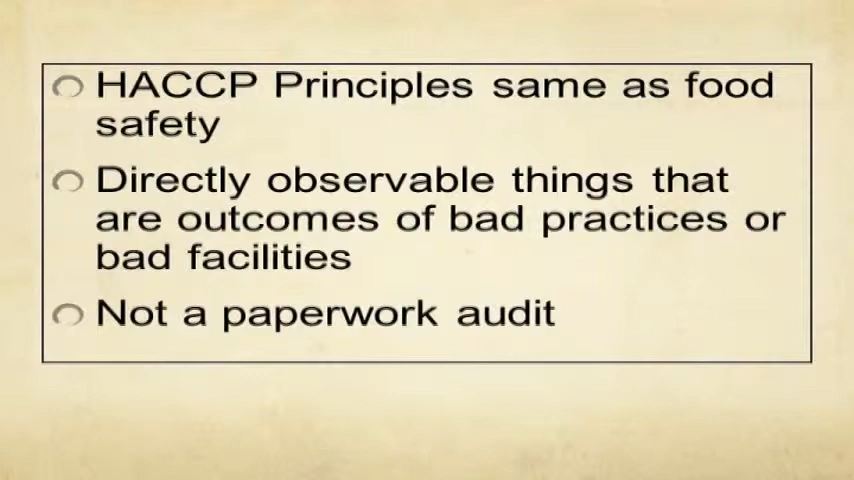 HACCP Principles same as food
safety
Directly observable things that
are outcomes of bad practices or
bad facilities
Not a paperwork audit